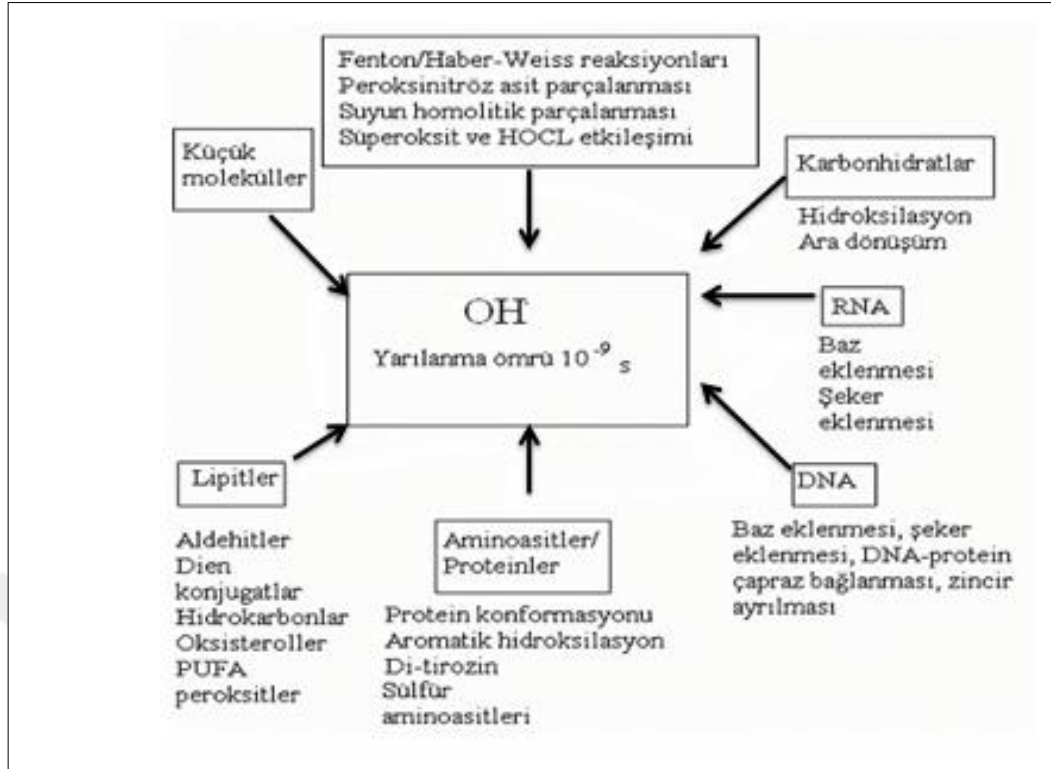 Fenton/Haber-Weiss reaksiyonları
Peroksinitröz asit parçalanması
Suyun homolitik parçalanması
Süperoksit ve HOCL etkileşimi
Küçük
moleküller
Karbonhidratlar
Hidroksilasyon
Ara dönüşüm
OH
Yarılanma ömrü 10⁻⁹ s
RNA
Baz
eklenmesi
Şeker
eklenmesi
Lipitler
Aldehitler
Dien
konjugatlar
Hidrokarbonlar
Oksisteroller
PUFA
peroksitler
Aminoasitler/
Proteinler
Protein konformasyonu
Aromatik hidroksilasyon
Di-tirozin
Sülfür
aminoasitleri
DNA
Baz eklenmesi, şeker
eklenmesi, DNA-protein
çapraz bağlanması, zincir
ayrılması